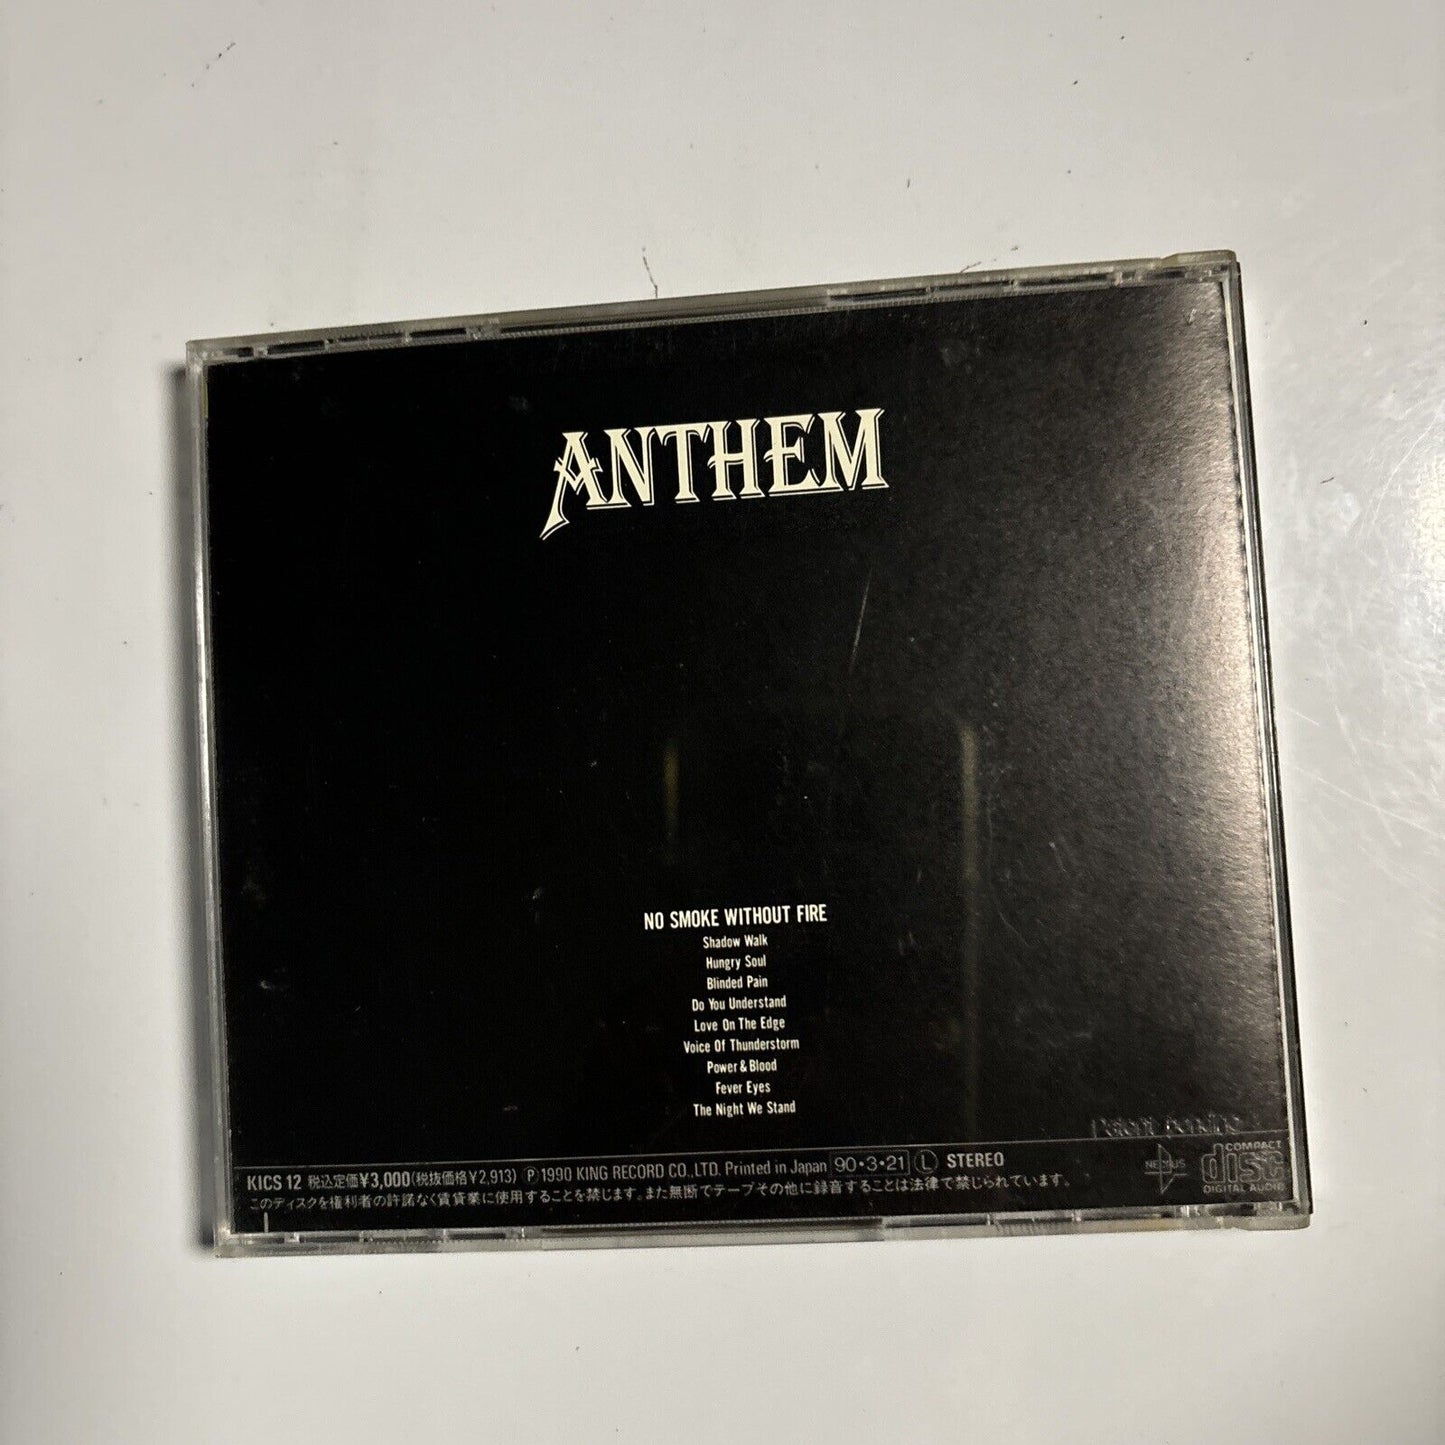 ANTHEM
NO SMOKE WITHOUT FIRE
Shadow Walk
Hungry Soul
Blinded Pain
Do You Understand
Love On The Edge
Voice Of Thunderstorm
Power & Blood
Fever Eyes
The Night We Stand
Patent pending
KICS 12 税込定価¥3,000(税抜価格¥2,913) Ⓟ1990 KING RECORD CO., LTD. Printed in Japan 90・3・21 Ⓛ STEREO
このディスクを権利者の許諾なく賃貸業に使用することを禁じます。また無断でテープその他に録音することは法律で禁じられています。
NEXUS
COMPACT
disc
DIGITAL AUDIO